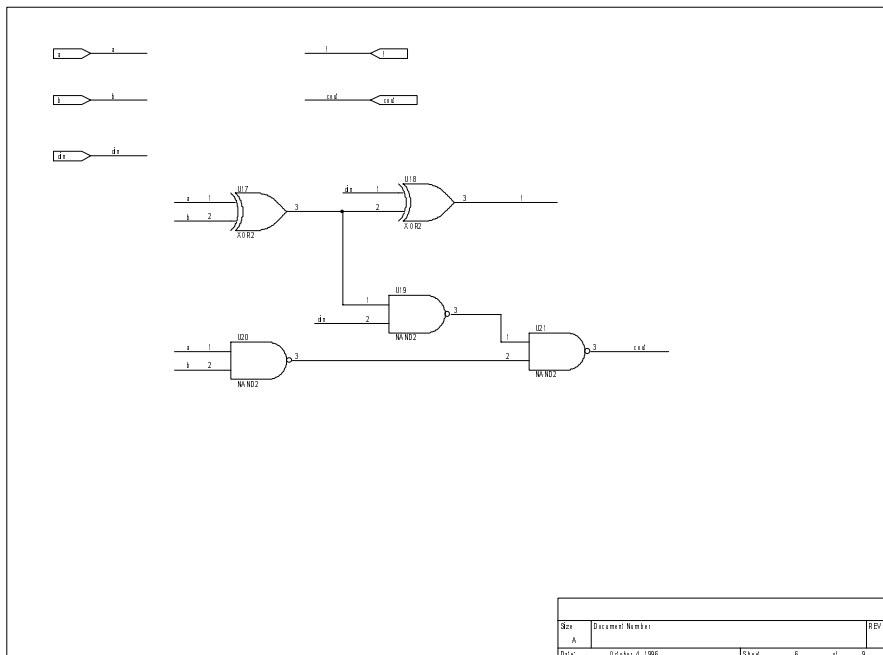 a a f f
b b cout cout
cin cin
U17 U18
a 1 cin 1
3 3 f
b 2 2
XOR2 XOR2
U19
1
3
cin 2
NAND2
U20 U21
1
a 1
3 2 3 cout
b 2
NAND2 NAND2
Size Document Number REV
A
Date: October 4, 1996 Sheet 6 of 9